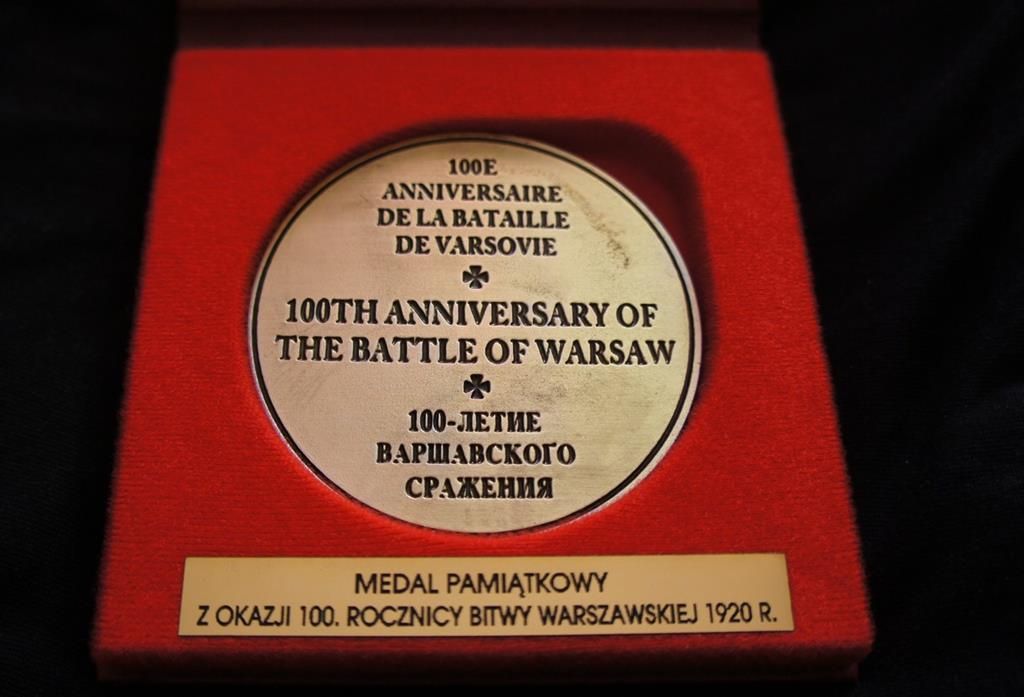 100E
ANNIVERSAIRE
DE LA BATAILLE
DE VARSOVIE
100TH ANNIVERSARY OF
THE BATTLE OF WARSAW
100-ЛЕТИЕ
ВАРШАВСКОГО
СРАЖЕНИЯ
MEDAL PAMIĄTKOWY
Z OKAZJI 100. ROCZNICY BITWY WARSZAWSKIEJ 1920 R.